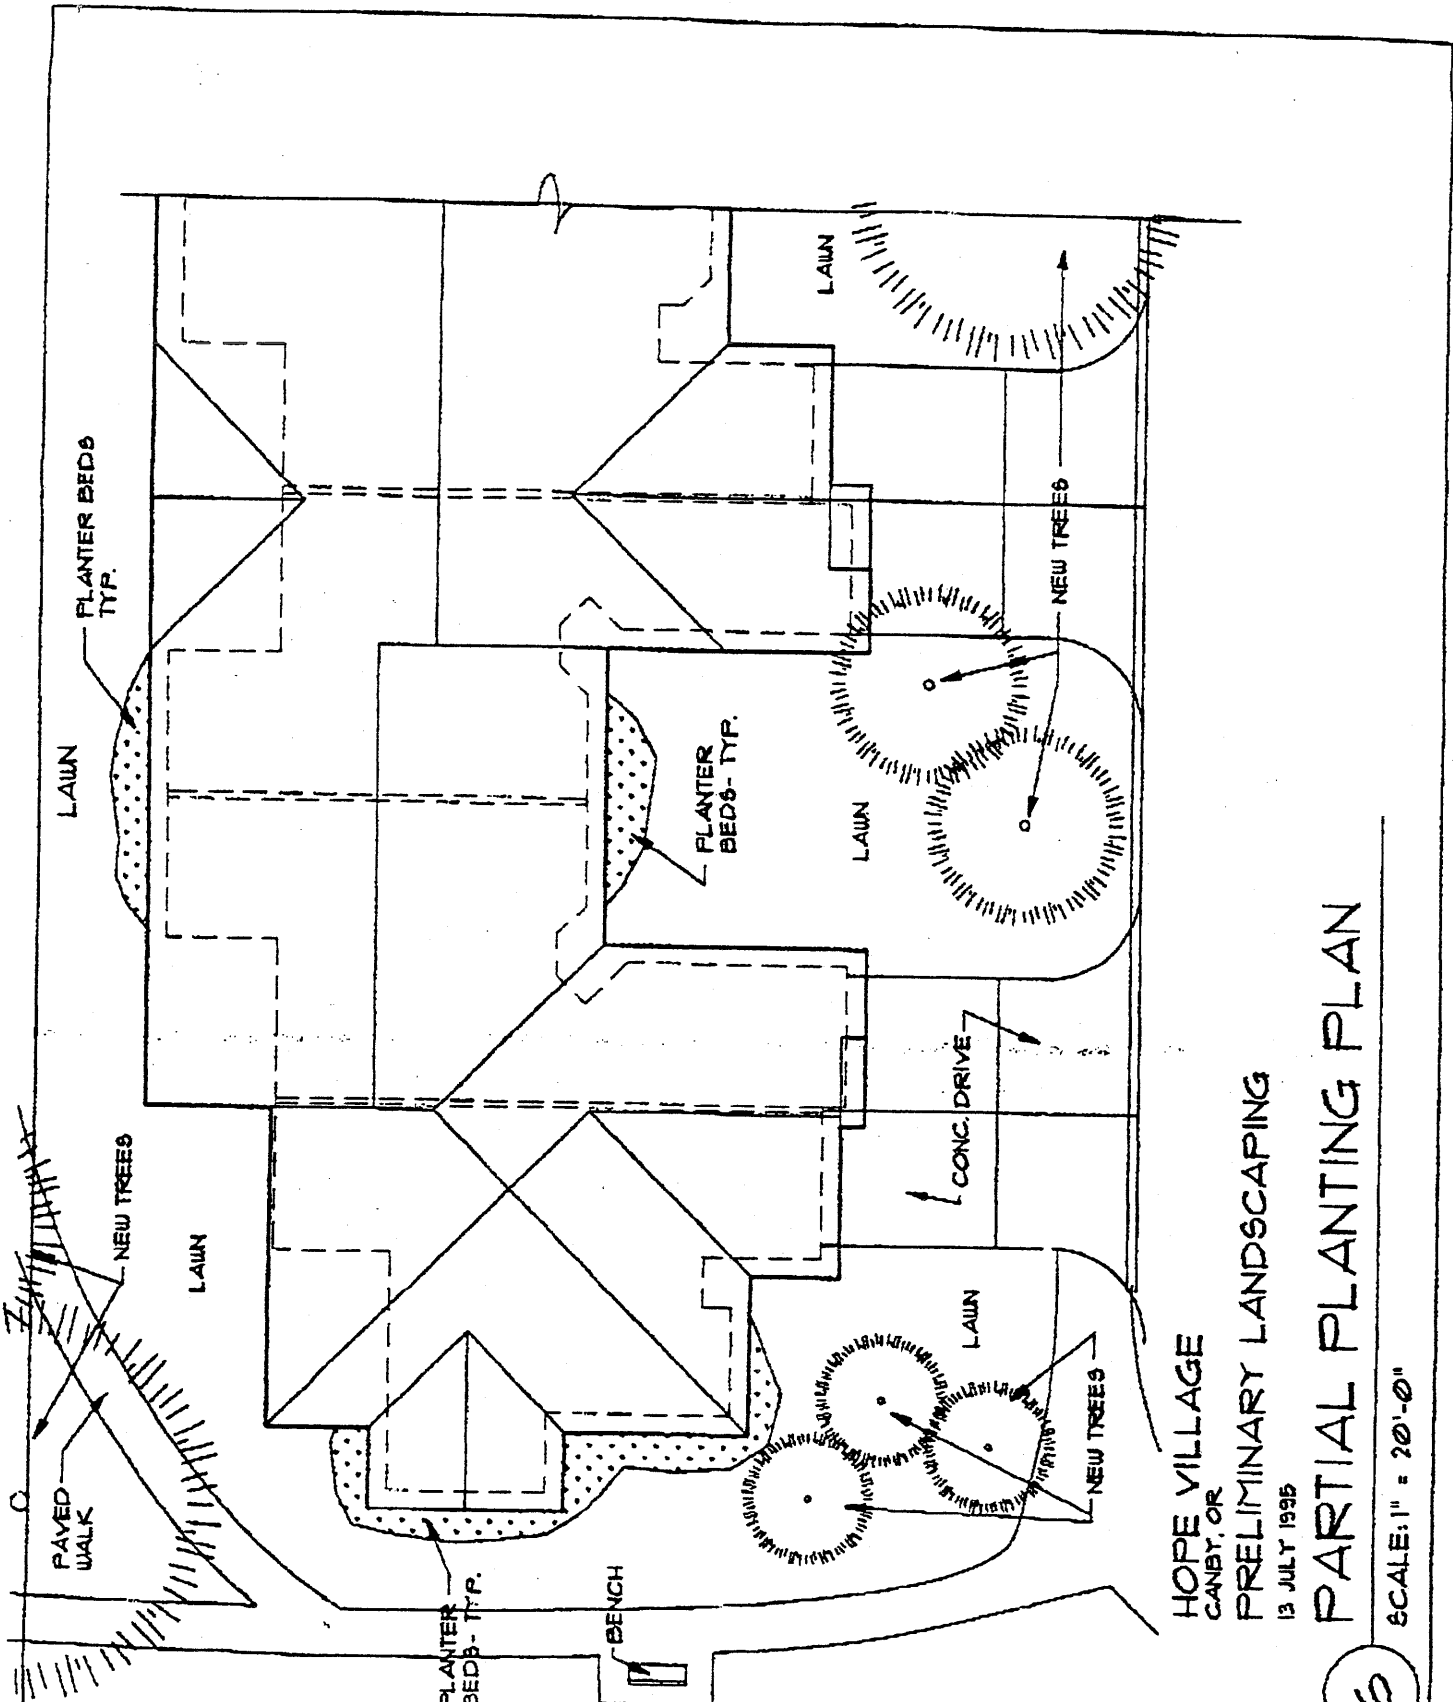 PLANTER BEDS
TYP.
LAWN
NEW TREES
LAWN
PAVED
WALK
PLANTER
BEDS - TYP.
BENCH
PLANTER
BEDS - TYP.
LAWN
LAWN
NEW TREES
CONC. DRIVE
LAWN
NEW TREES
HOPE VILLAGE
CANBY, OR
PRELIMINARY LANDSCAPING
13 JULY 1995
PARTIAL PLANTING PLAN
SCALE: 1" = 20'-0"
5